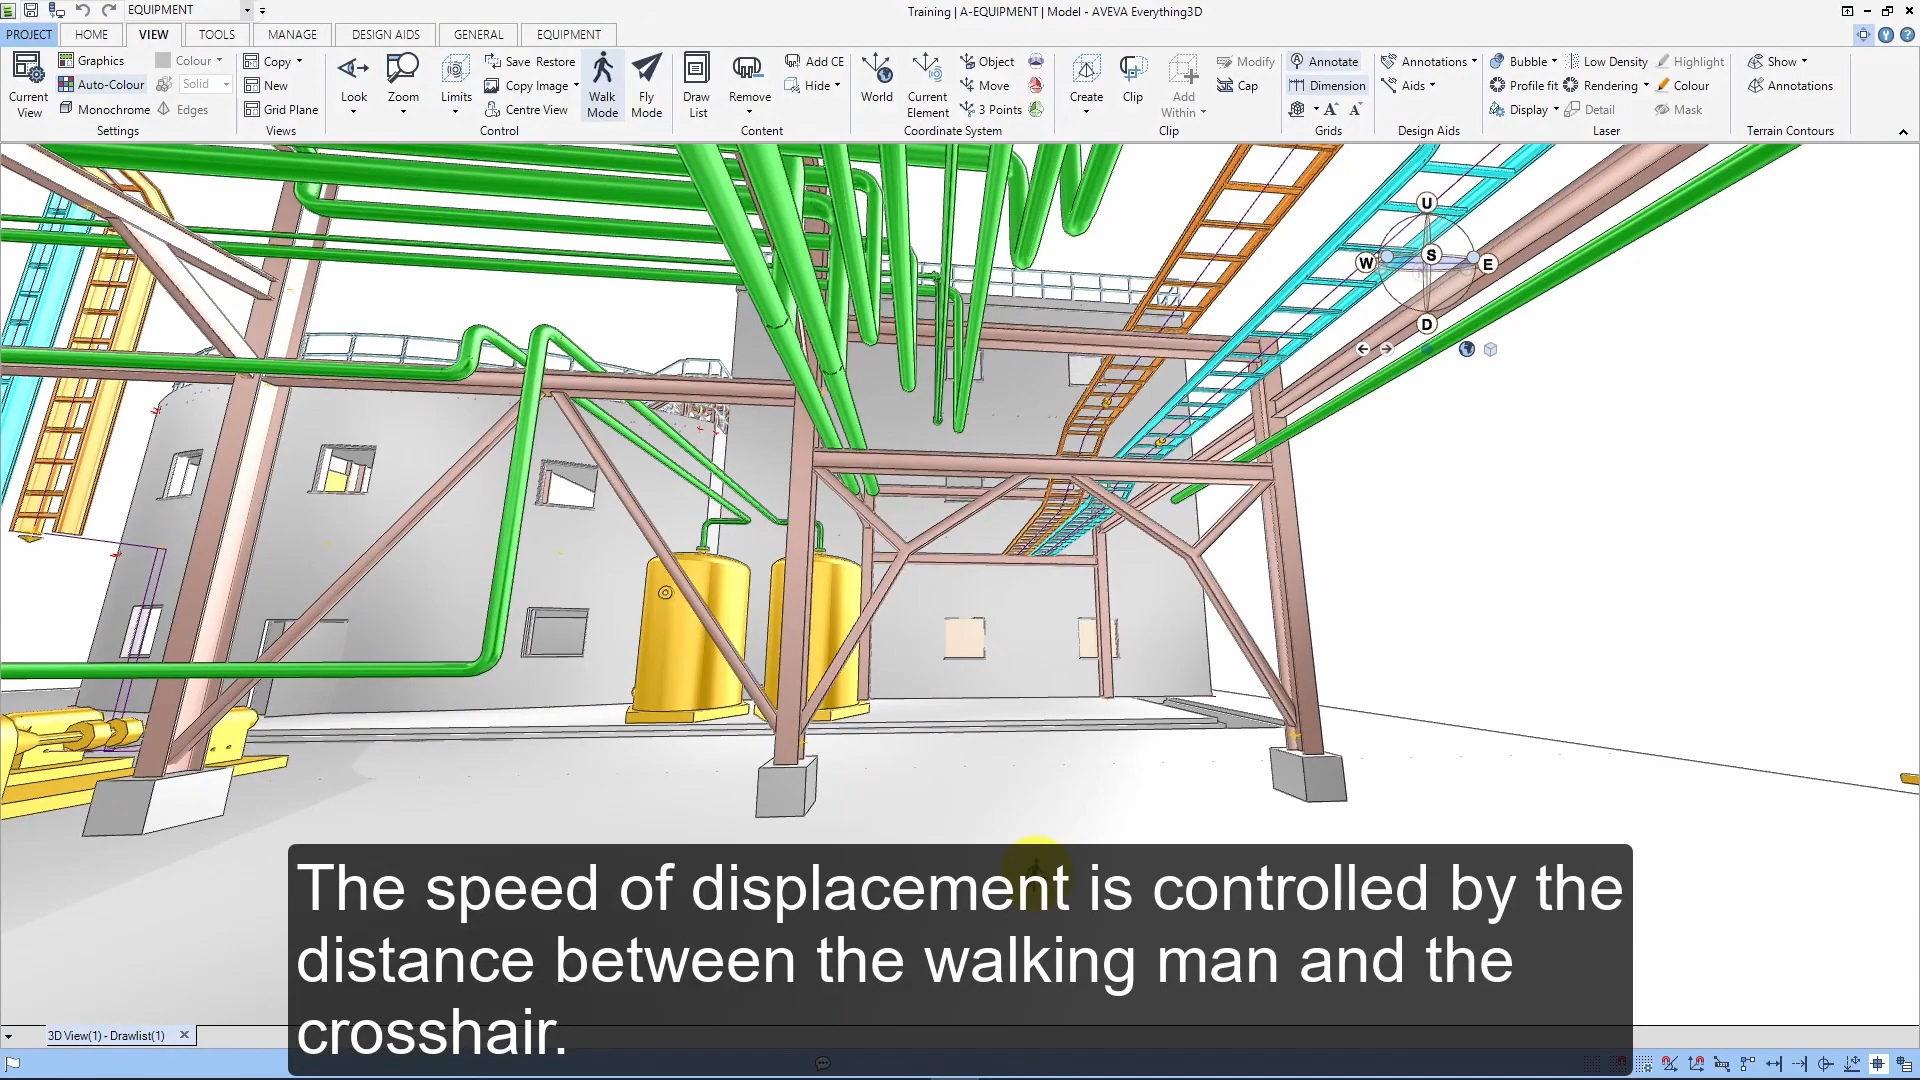 EQUIPMENT
Training | A-EQUIPMENT | Model - AVEVA Everything3D
PROJECT HOME VIEW TOOLS MANAGE DESIGN AIDS GENERAL EQUIPMENT
Graphics Colour Copy Save Restore Add CE Object Modify Annotate Annotations Bubble Low Density Highlight Show
Current View Auto-Colour Solid New Look Zoom Limits Copy Image Walk Mode Fly Mode Draw List Remove Hide World Current Element Move Create Clip Add Within Cap Dimension Aids Profile fit Rendering Colour Annotations
Monochrome Edges Grid Plane Centre View 3 Points A A Display Detail Mask
Settings Views Control Content Coordinate System Clip Grids Design Aids Laser Terrain Contours
U
W S E
D
The speed of displacement is controlled by the
distance between the walking man and the
crosshair.
3D View(1) - Drawlist(1)